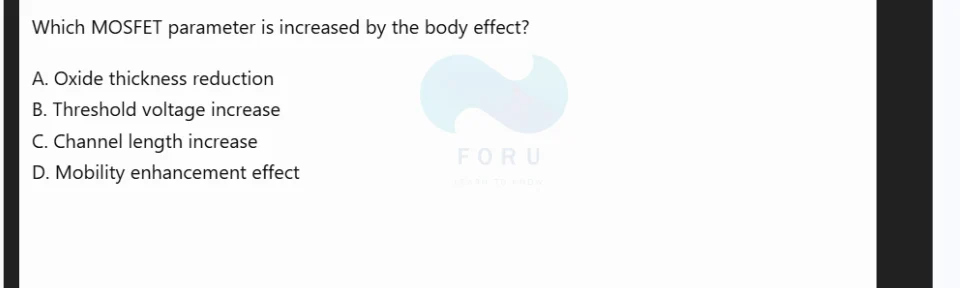 Which MOSFET parameter is increased by the body effect?
A. Oxide thickness reduction
B. Threshold voltage increase
C. Channel length increase
D. Mobility enhancement effect
FORU